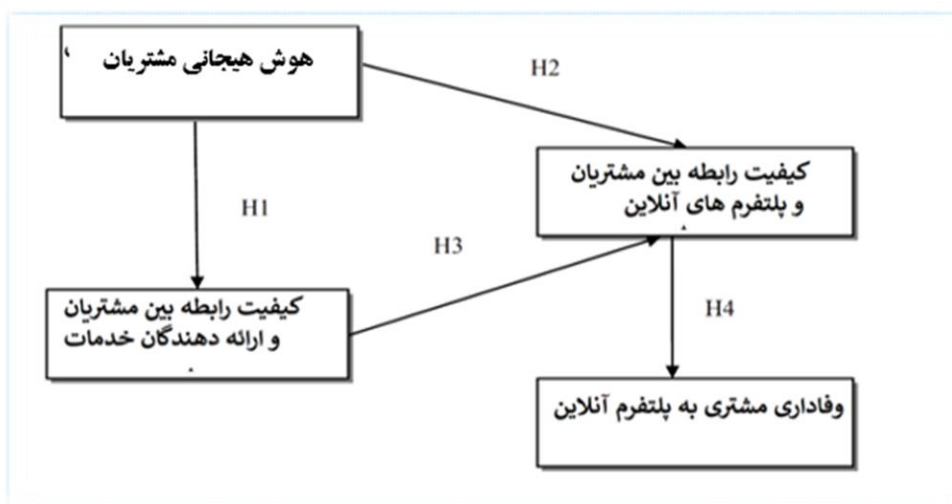 هوش هیجانی مشتریان
H2
کیفیت رابطه بین مشتریان
و پلتفرم های آنلاین
H1
H3
کیفیت رابطه بین مشتریان
و ارائه دهندگان خدمات
H4
وفاداری مشتری به پلتفرم آنلاین